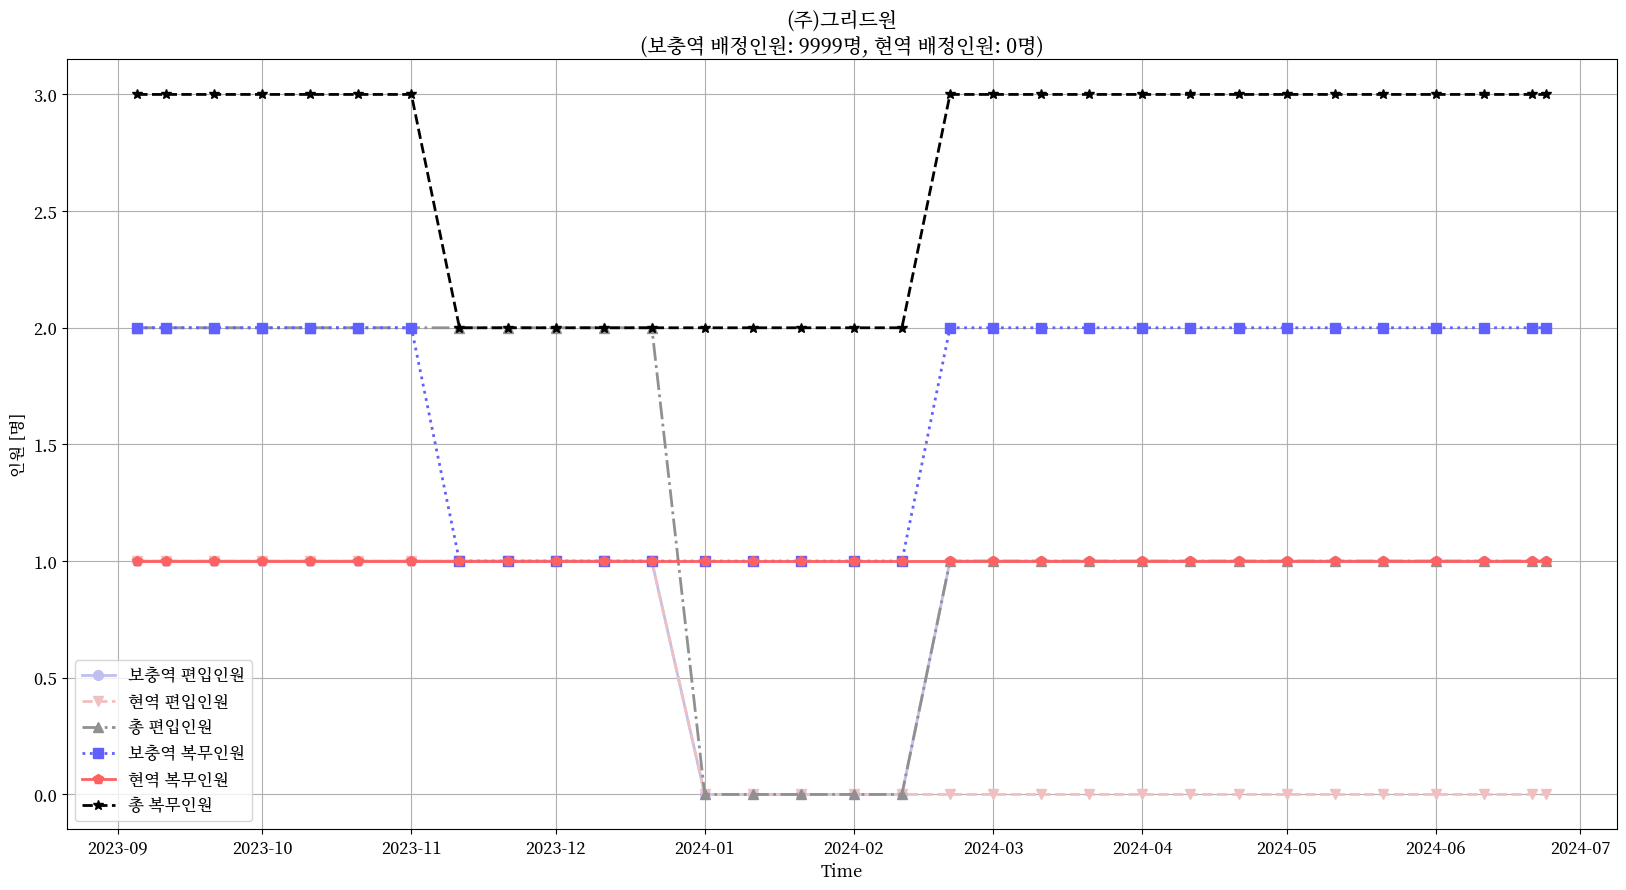 (주)그리드원
(보충역 배정인원: 9999명, 현역 배정인원: 0명)
인원 [명]
3.0
2.5
2.0
1.5
1.0
0.5
0.0
보충역 편입인원
현역 편입인원
총 편입인원
보충역 복무인원
현역 복무인원
총 복무인원
2023-09 2023-10 2023-11 2023-12 2024-01 2024-02 2024-03 2024-04 2024-05 2024-06 2024-07
Time